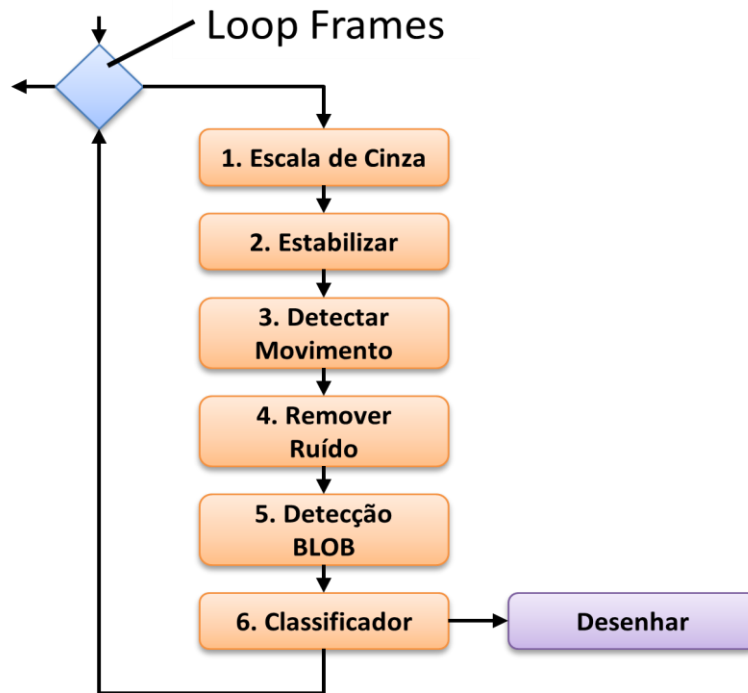 Loop Frames
1. Escala de Cinza
2. Estabilizar
3. Detectar
Movimento
4. Remover
Ruído
5. Detecção
BLOB
6. Classificador
Desenhar